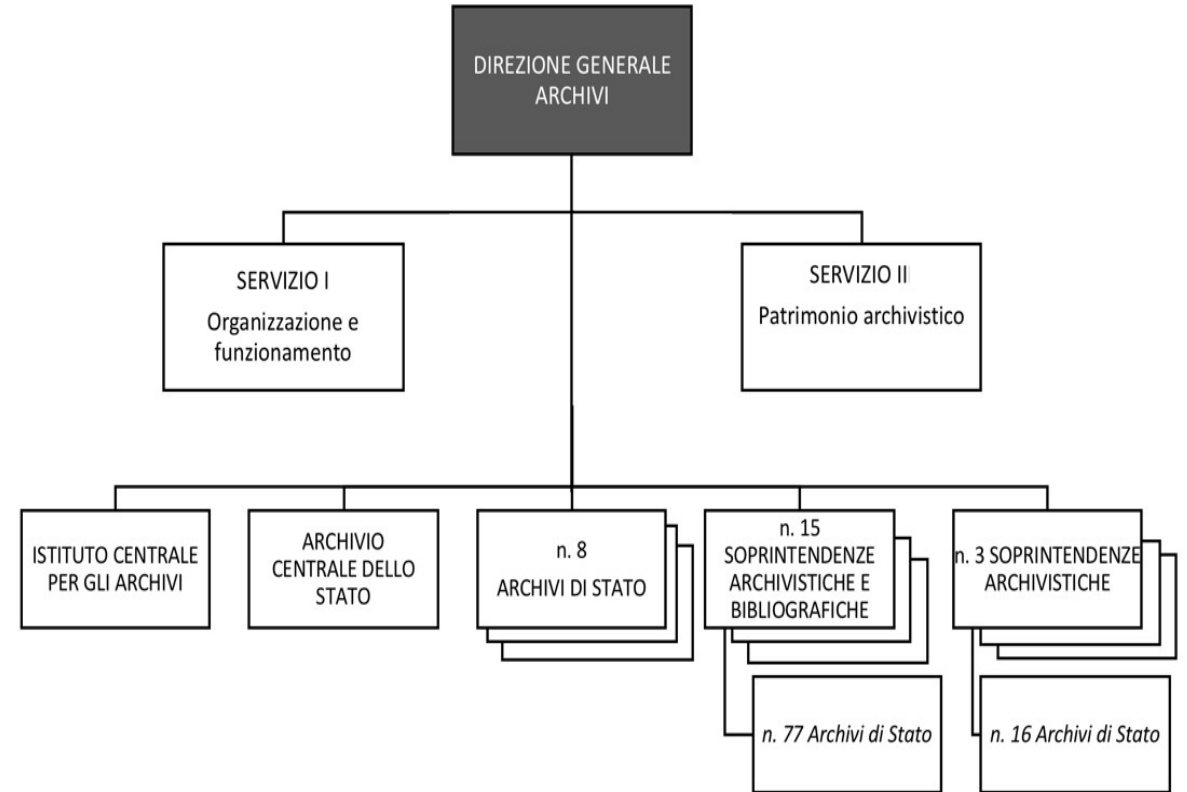 DIREZIONE GENERALE
ARCHIVI
SERVIZIO I
Organizzazione e
funzionamento
SERVIZIO II
Patrimonio archivistico
ISTITUTO CENTRALE
PER GLI ARCHIVI
ARCHIVIO
CENTRALE DELLO
STATO
n. 8
ARCHIVI DI STATO
n. 15
SOPRINTENDENZE
ARCHIVISTICHE E
BIBLIOGRAFICHE
n. 3 SOPRINTENDENZE
ARCHIVISTICHE
n. 77 Archivi di Stato
n. 16 Archivi di Stato